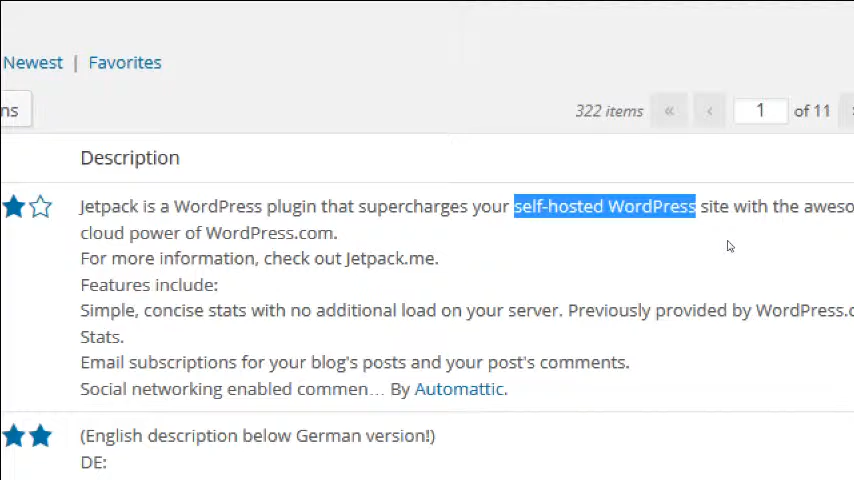 Newest | Favorites
322 items « ‹ 1 of 11
Description
Jetpack is a WordPress plugin that supercharges your self-hosted WordPress site with the
cloud power of WordPress.com.
For more information, check out Jetpack.me.
Features include:
Simple, concise stats with no additional load on your server. Previously provided by
Stats.
Email subscriptions for your blog's posts and your post's comments.
Social networking enabled commen… By Automattic.
(English description below German version!)
DE: